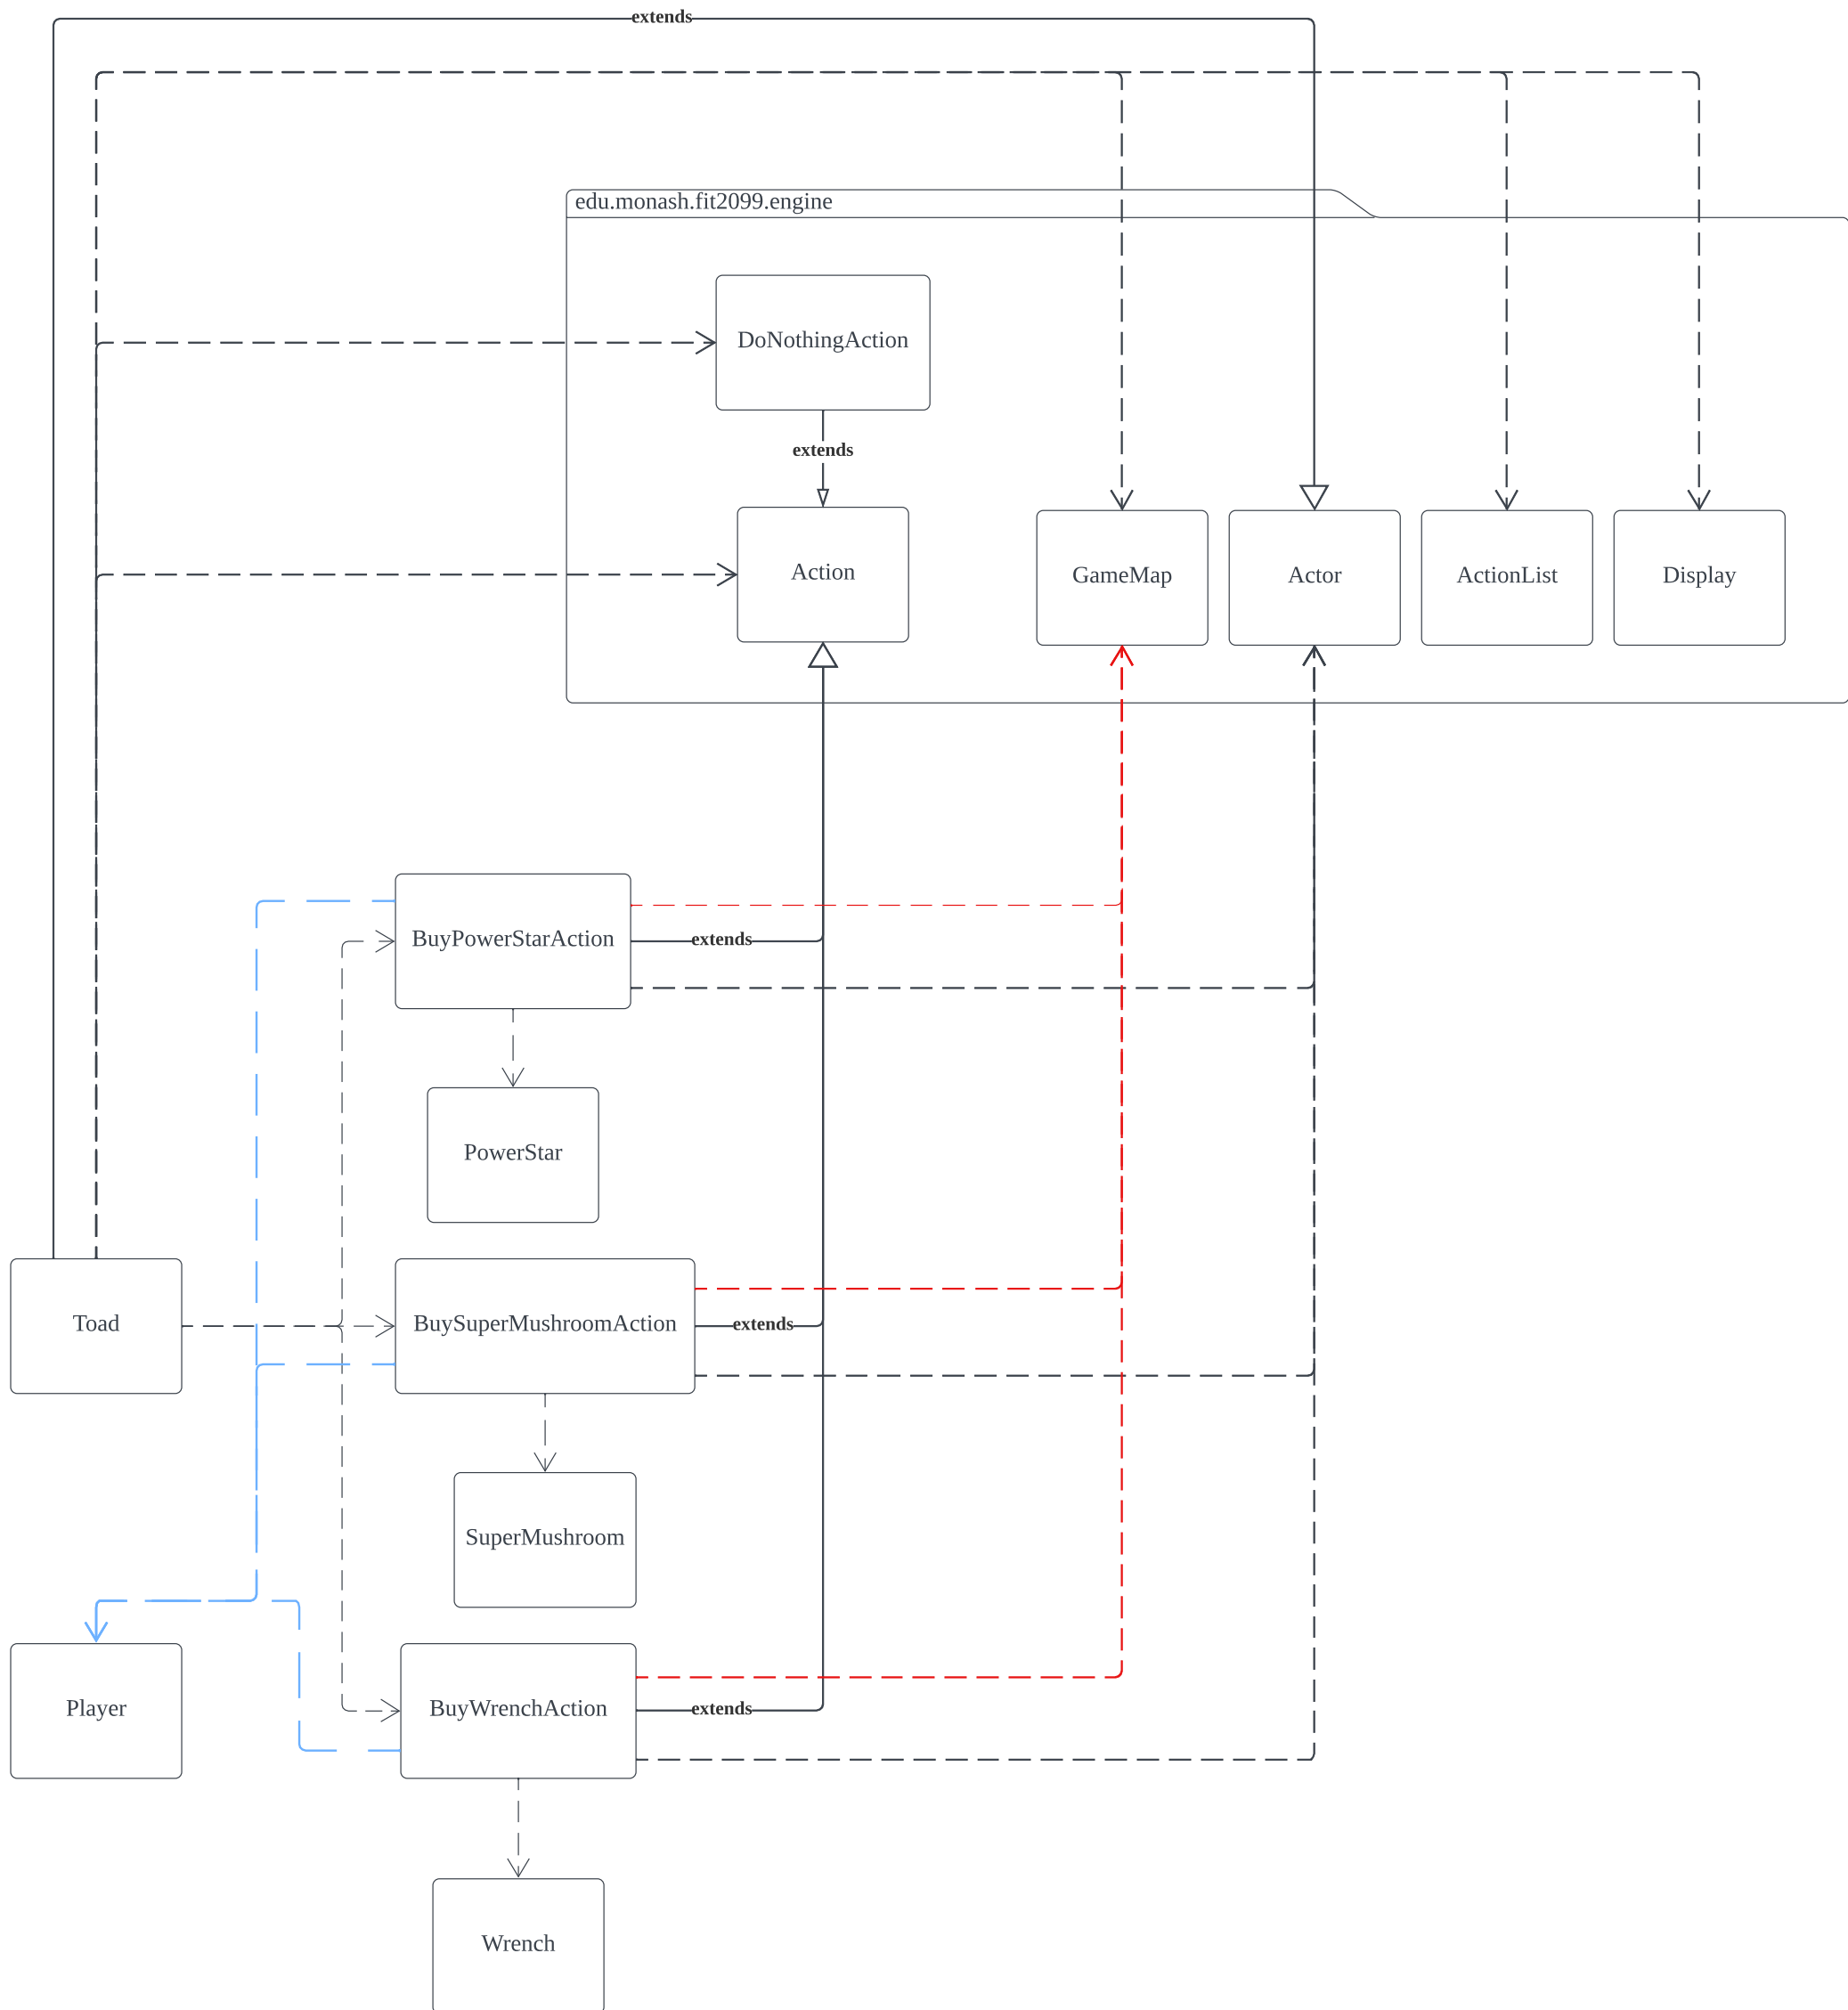 extends
edu.monash.fit2099.engine
DoNothingAction
extends
Action
GameMap
Actor
ActionList
Display
BuyPowerStarAction
extends
PowerStar
Toad
BuySuperMushroomAction
extends
SuperMushroom
Player
BuyWrenchAction
extends
Wrench